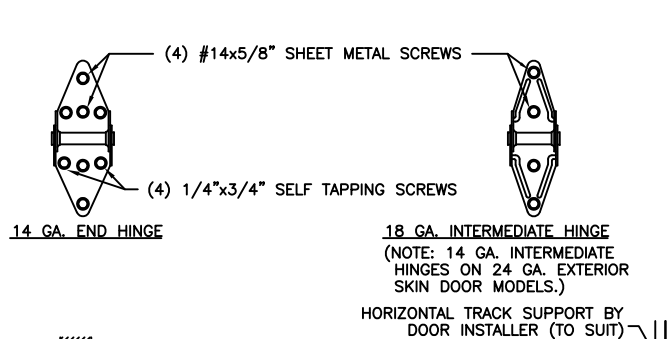 (4) #14x5/8" SHEET METAL SCREWS
(4) 1/4"x3/4" SELF TAPPING SCREWS
14 GA. END HINGE
18 GA. INTERMEDIATE HINGE
(NOTE: 14 GA. INTERMEDIATE
HINGES ON 24 GA. EXTERIOR
SKIN DOOR MODELS.)
HORIZONTAL TRACK SUPPORT BY
DOOR INSTALLER (TO SUIT)